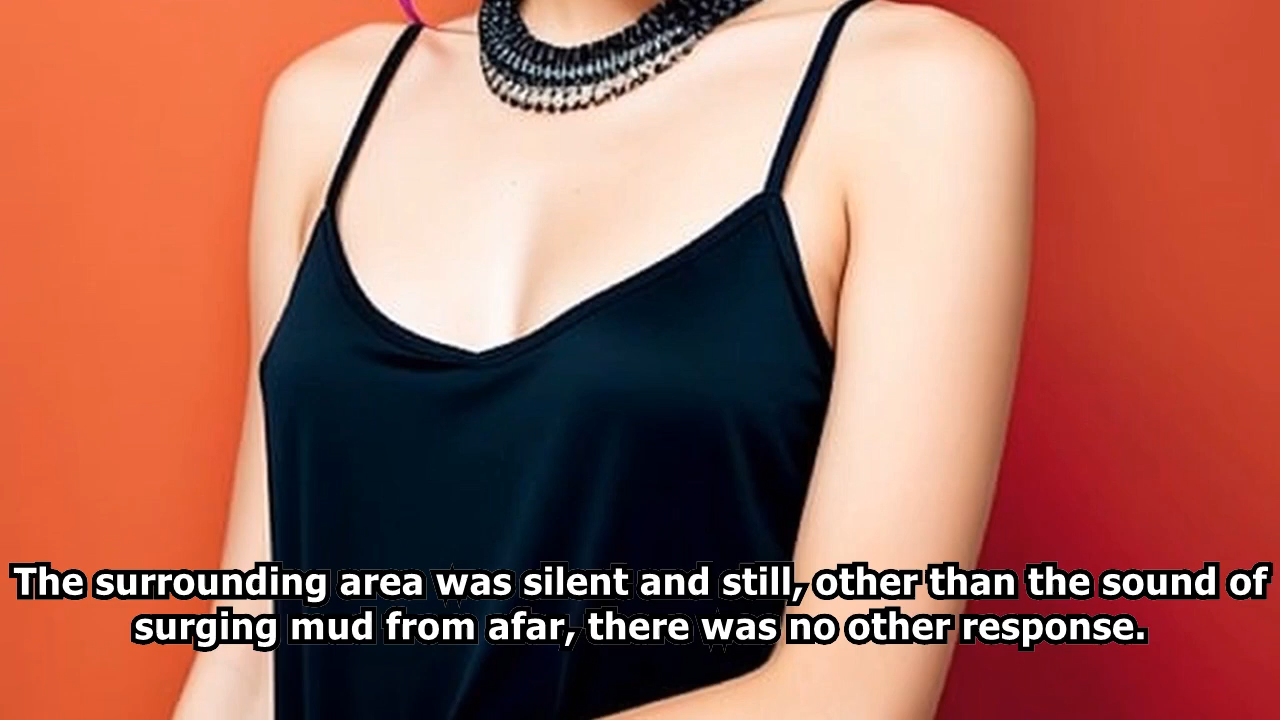 The surrounding area was silent and still, other than the sound of
surging mud from afar, there was no other response.